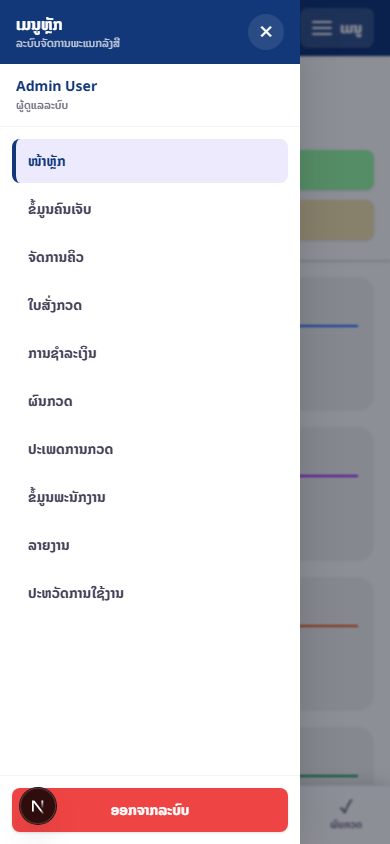 ເມນູຫຼັກ
ລະບົບຈັດການພະແນກລັງສີ
ເມນູ
Admin User
ຜູ້ດູແລລະບົບ
ໜ້າຫຼັກ
ຂໍ້ມູນຄົນເຈັບ
ຈັດການຄິວ
ໃບສັ່ງກວດ
ການຊຳລະເງິນ
ຜົນກວດ
ປະເພດການກວດ
ຂໍ້ມູນພະນັກງານ
ລາຍງານ
ປະຫວັດການໃຊ້ງານ
N
ອອກຈາກລະບົບ
ຜົນກວດ